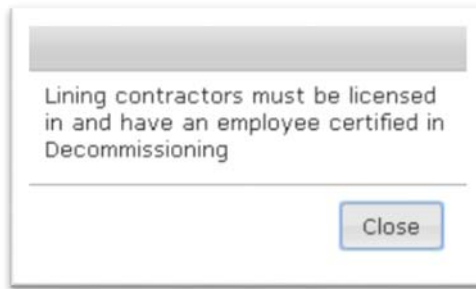 Lining contractors must be licensed
in and have an employee certified in
Decommissioning
Close